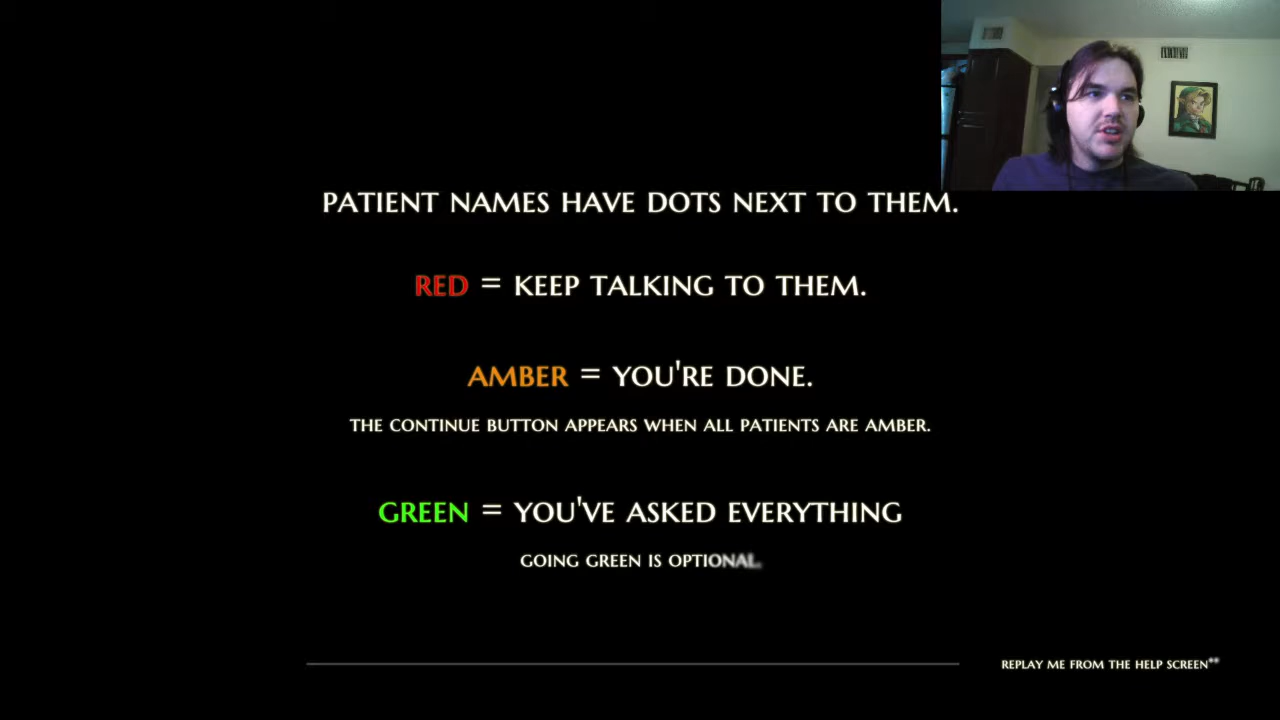 PATIENT NAMES HAVE DOTS NEXT TO THEM.
RED = KEEP TALKING TO THEM.
AMBER = YOU'RE DONE.
THE CONTINUE BUTTON APPEARS WHEN ALL PATIENTS ARE AMBER.
GREEN = YOU'VE ASKED EVERYTHING
GOING GREEN IS OPTIONAL.
REPLAY ME FROM THE HELP SCREEN**